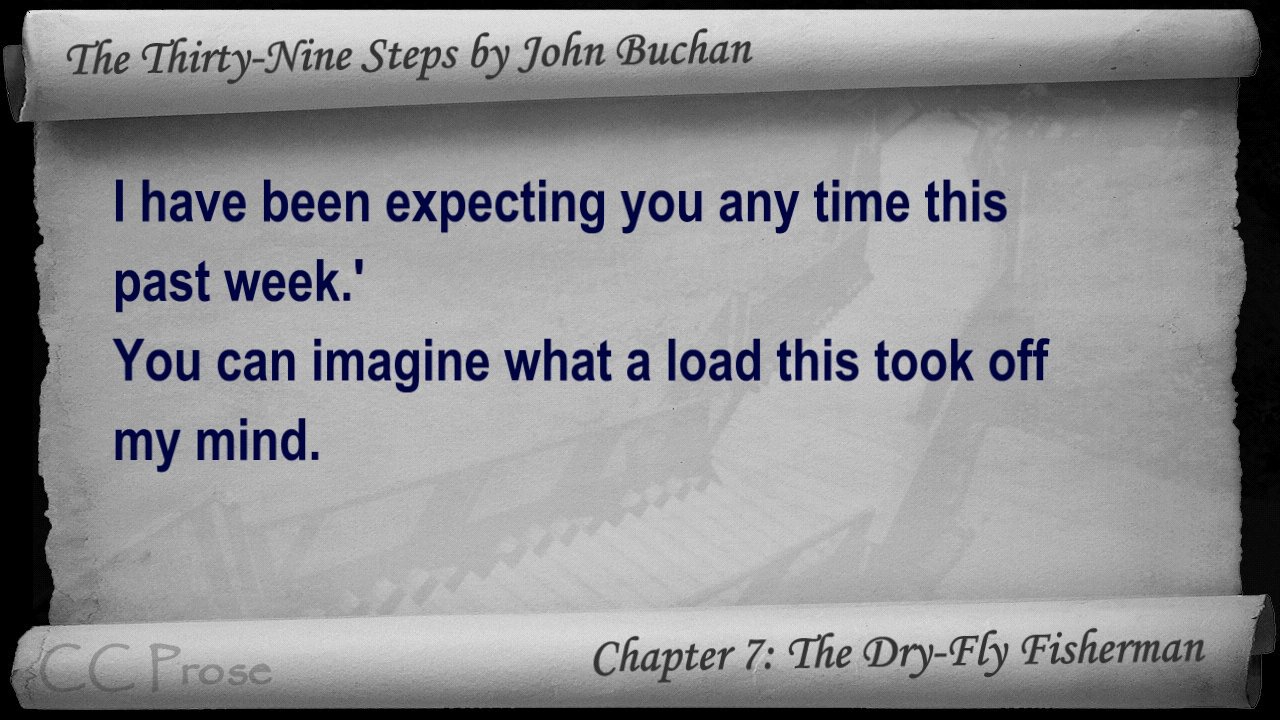 The Thirty-Nine Steps by John Buchan
I have been expecting you any time this
past week.'
You can imagine what a load this took off
my mind.
CC Prose
Chapter 7: The Dry-Fly Fisherman